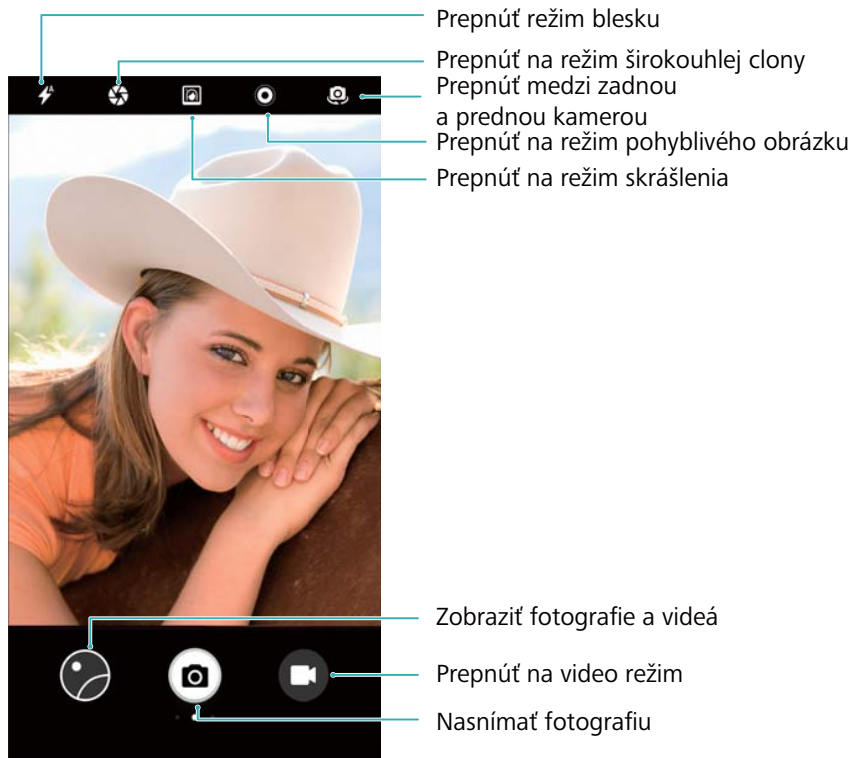 Prepnúť režim blesku
Prepnúť na režim širokouhlej clony
Prepnúť medzi zadnou
a prednou kamerou
Prepnúť na režim pohyblivého obrázku
Prepnúť na režim skrášlenia
Zobraziť fotografie a videá
Prepnúť na video režim
Nasnímať fotografiu